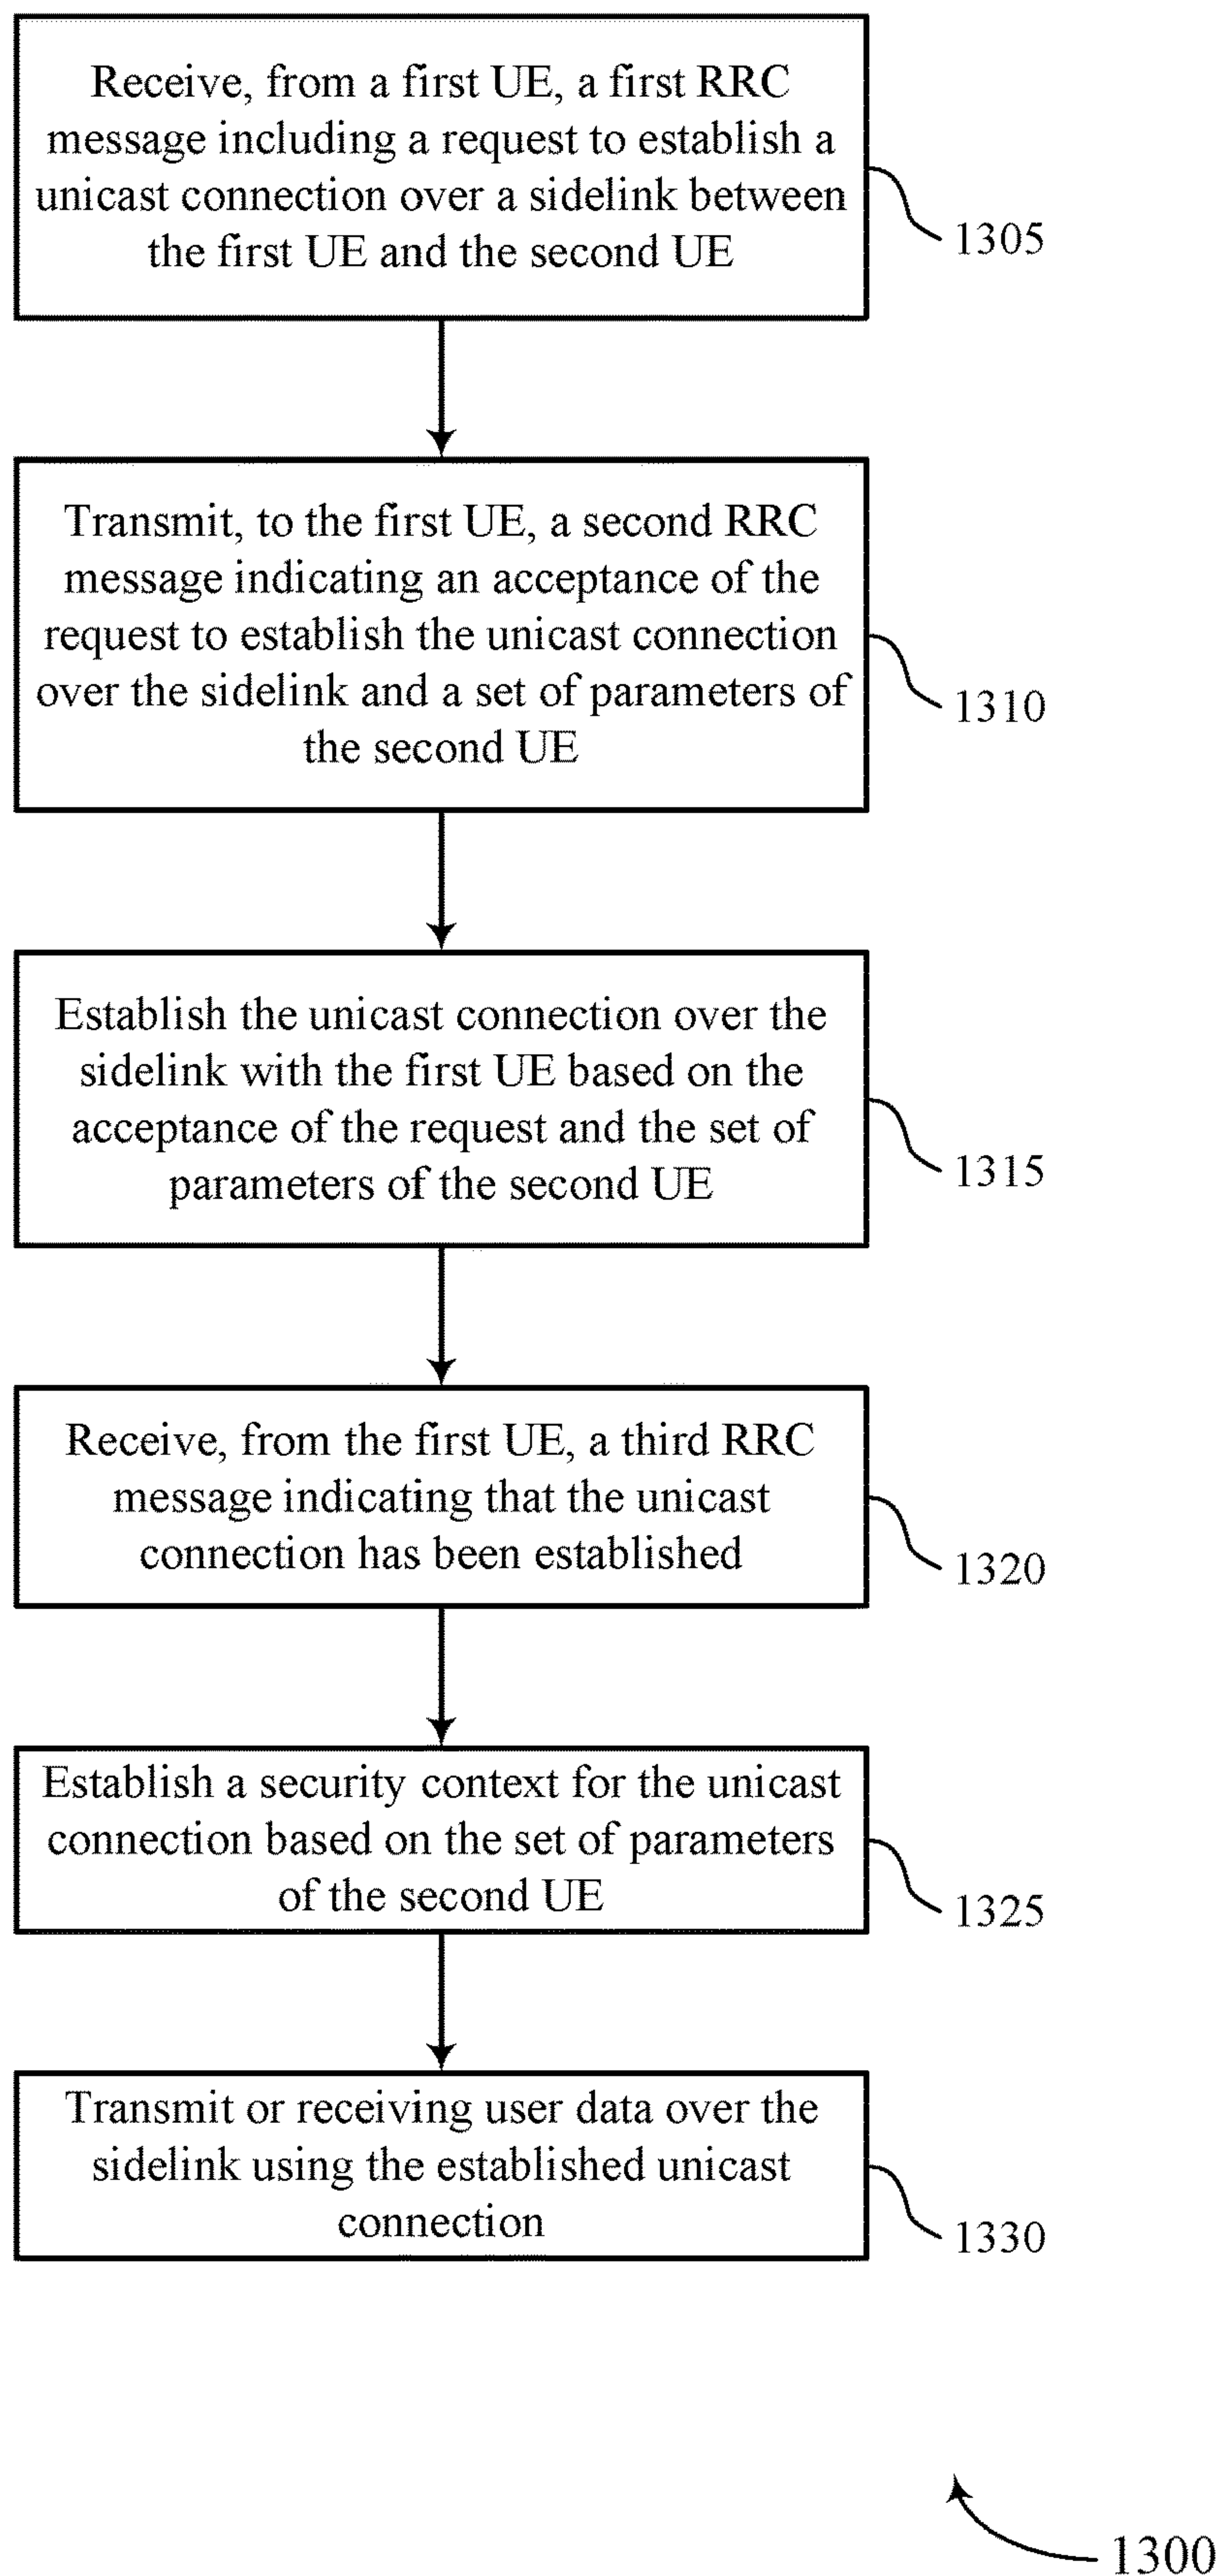 Receive, from a first UE, a first RRC
message including a request to establish a
unicast connection over a sidelink between
the first UE and the second UE
1305
Transmit, to the first UE, a second RRC
message indicating an acceptance of the
request to establish the unicast connection
over the sidelink and a set of parameters of
the second UE
1310
Establish the unicast connection over the
sidelink with the first UE based on the
acceptance of the request and the set of
parameters of the second UE
1315
Receive, from the first UE, a third RRC
message indicating that the unicast
connection has been established
1320
Establish a security context for the unicast
connection based on the set of parameters
of the second UE
1325
Transmit or receiving user data over the
sidelink using the established unicast
connection
1330
1300